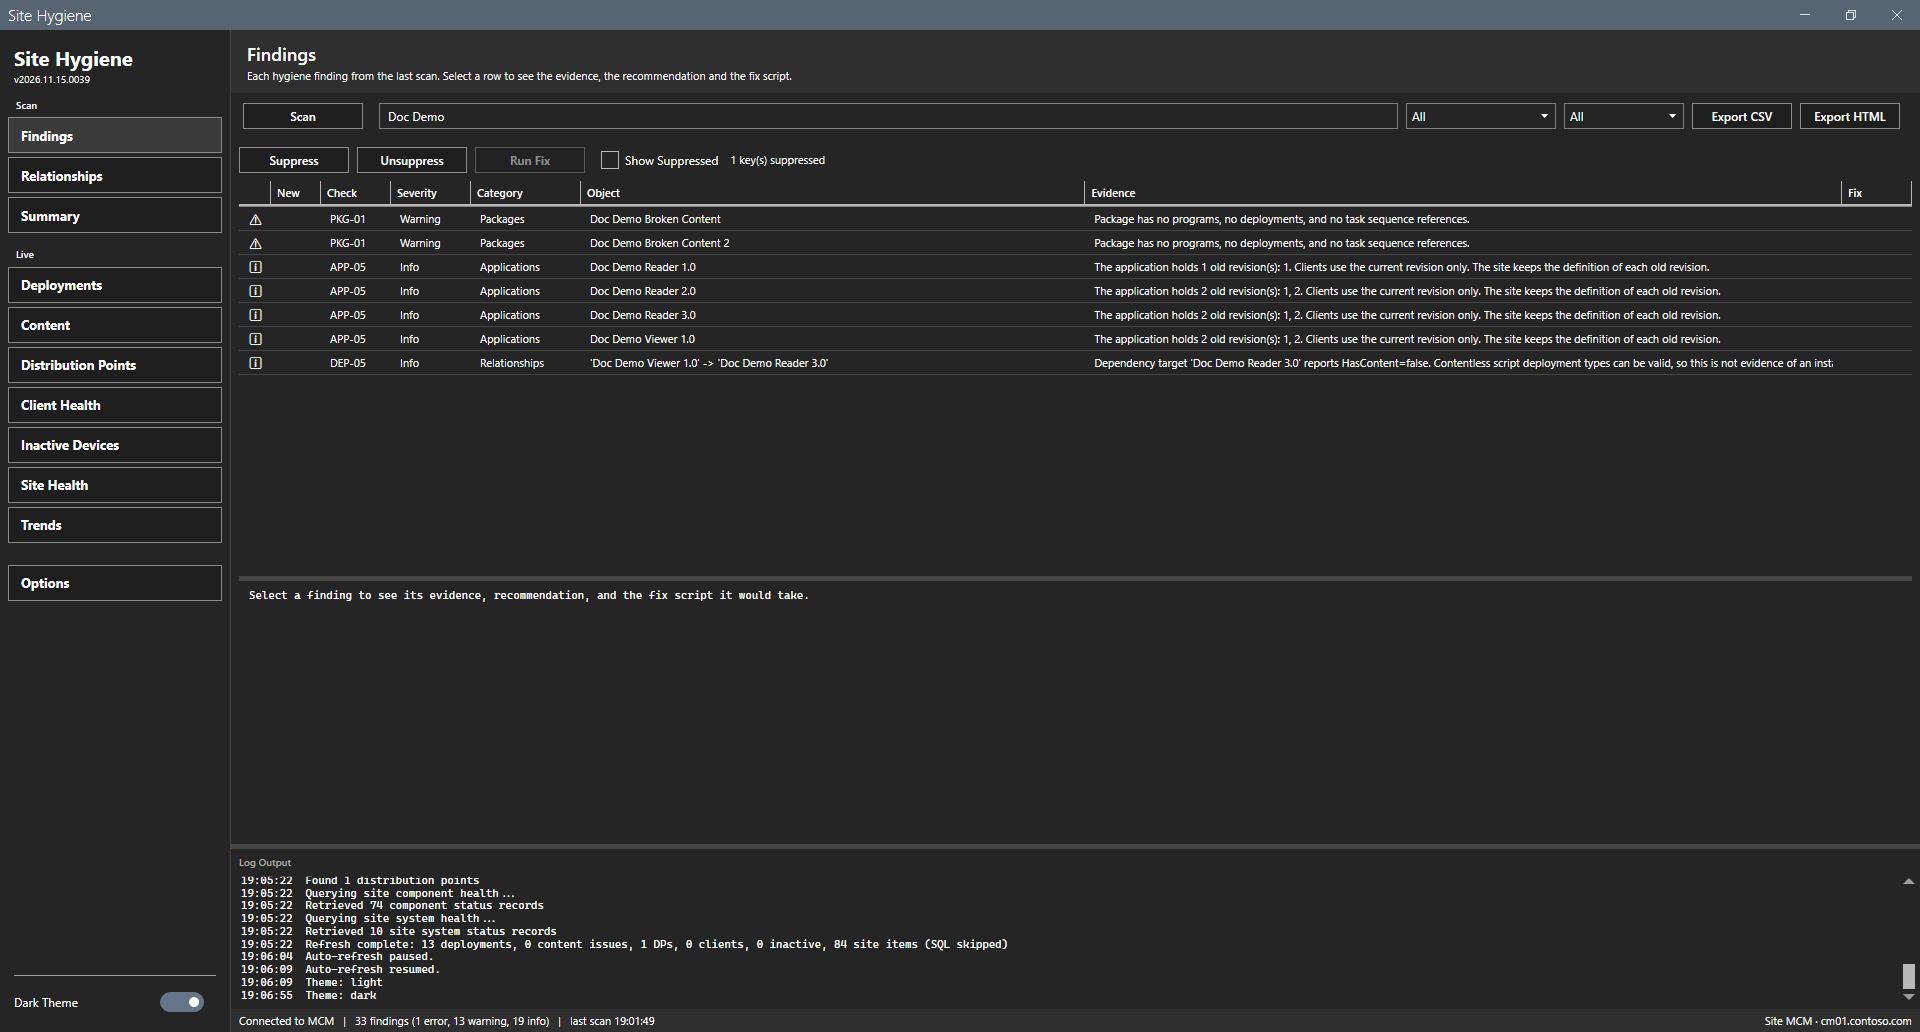 Site Hygiene
Site Hygiene
v2026.11.15.0039
Scan
Findings
Relationships
Summary
Live
Deployments
Content
Distribution Points
Client Health
Inactive Devices
Site Health
Trends
Options
Dark Theme
Findings
Each hygiene finding from the last scan. Select a row to see the evidence, the recommendation and the fix script.
Scan Doc Demo All All Export CSV Export HTML
Suppress Unsuppress Run Fix Show Suppressed 1 key(s) suppressed
New Check Severity Category Object Evidence Fix
PKG-01 Warning Packages Doc Demo Broken Content Package has no programs, no deployments, and no task sequence references.
PKG-01 Warning Packages Doc Demo Broken Content 2 Package has no programs, no deployments, and no task sequence references.
APP-05 Info Applications Doc Demo Reader 1.0 The application holds 1 old revision(s): 1. Clients use the current revision only. The site keeps the definition of each old revision.
APP-05 Info Applications Doc Demo Reader 2.0 The application holds 2 old revision(s): 1, 2. Clients use the current revision only. The site keeps the definition of each old revision.
APP-05 Info Applications Doc Demo Reader 3.0 The application holds 2 old revision(s): 1, 2. Clients use the current revision only. The site keeps the definition of each old revision.
APP-05 Info Applications Doc Demo Viewer 1.0 The application holds 2 old revision(s): 1, 2. Clients use the current revision only. The site keeps the definition of each old revision.
DEP-05 Info Relationships 'Doc Demo Viewer 1.0' -> 'Doc Demo Reader 3.0' Dependency target 'Doc Demo Reader 3.0' reports HasContent=false. Contentless script deployment types can be valid, so this is not evidence of an inst
Select a finding to see its evidence, recommendation, and the fix script it would take.
Log Output
19:05:22 Found 1 distribution points
19:05:22 Querying site component health...
19:05:22 Retrieved 74 component status records
19:05:22 Querying site system health...
19:05:22 Retrieved 10 site system status records
19:05:22 Refresh complete: 13 deployments, 0 content issues, 1 DPs, 0 clients, 0 inactive, 84 site items (SQL skipped)
19:06:04 Auto-refresh paused.
19:06:09 Auto-refresh resumed.
19:06:09 Theme: light
19:06:55 Theme: dark
Connected to MCM | 33 findings (1 error, 13 warning, 19 info) | last scan 19:01:49
Site MCM · cm01.contoso.com